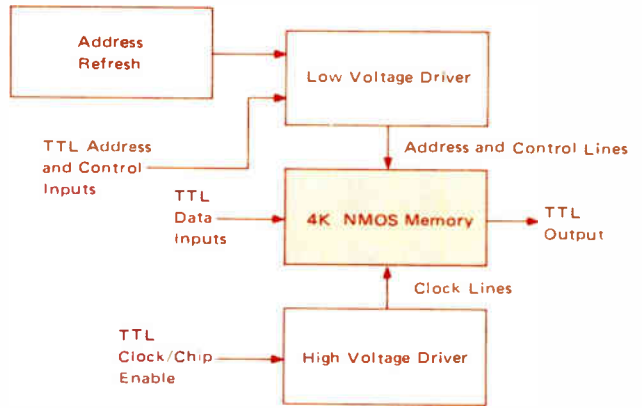 Address
Refresh
Low Voltage Driver
TTL Address
and Control
Inputs
Address and Control Lines
TTL
Data
Inputs
4K NMOS Memory
TTL
Output
Clock Lines
TTL
Clock/Chip
Enable
High Voltage Driver